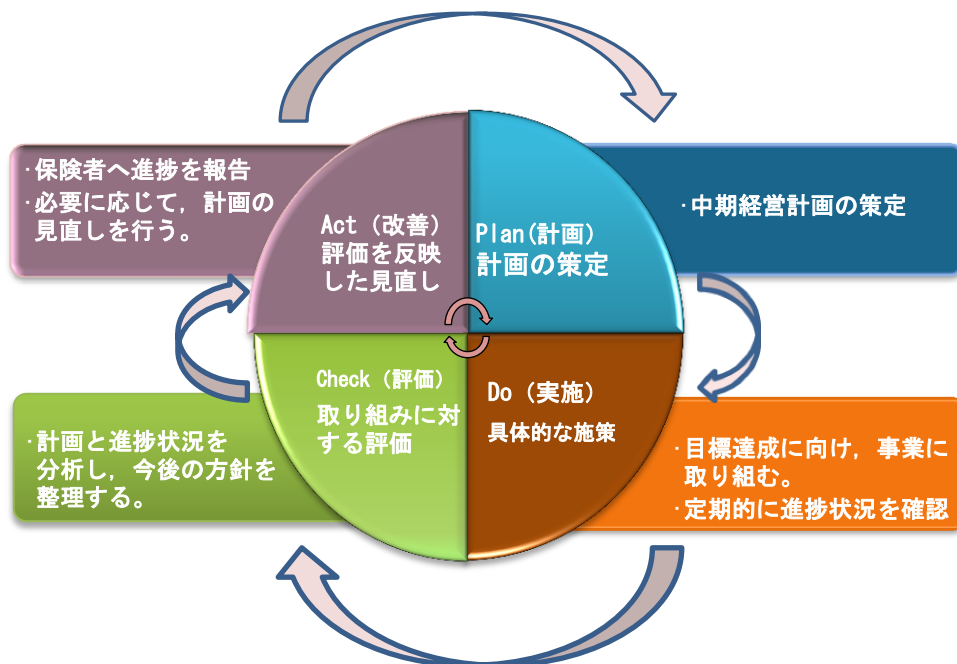 ・保険者へ進捗を報告
・必要に応じて，計画の
見直しを行う。
Act（改善）
評価を反映
した見直し
Plan(計画)
計画の策定
・中期経営計画の策定
Check（評価）
取り組みに対
する評価
Do（実施）
具体的な施策
・計画と進捗状況を
分析し，今後の方針を
整理する。
・目標達成に向け，事業に
取り組む。
・定期的に進捗状況を確認